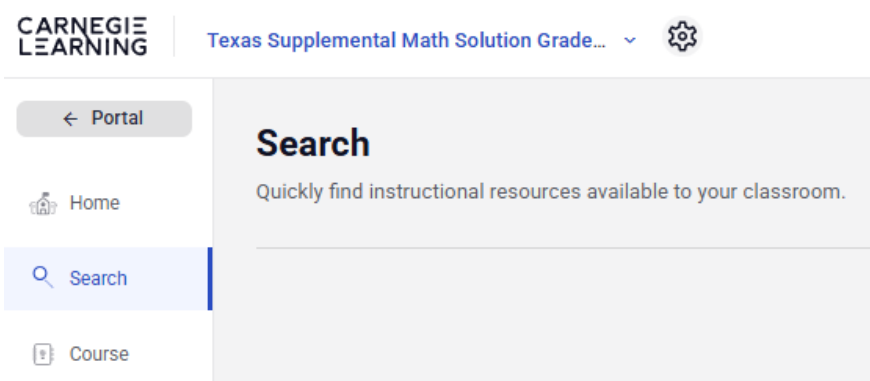 CARNEGIE
LEARNING
Texas Supplemental Math Solution Grade...
← Portal
Search
Quickly find instructional resources available to your classroom.
Home
Search
Course